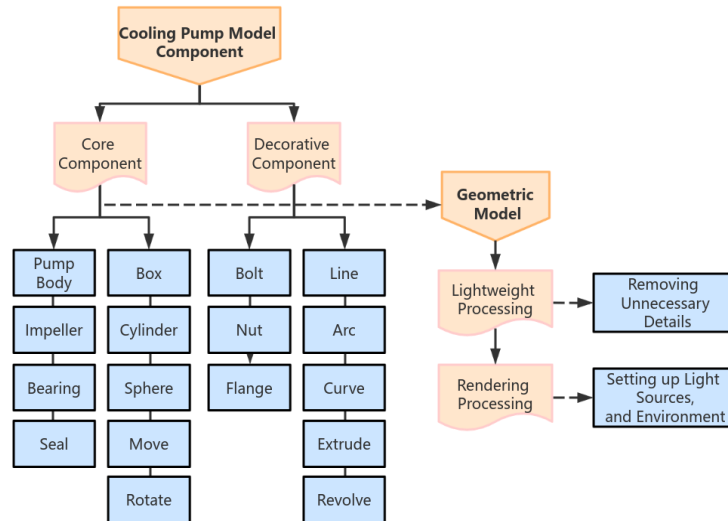 Cooling Pump Model
Component
Core
Component
Decorative
Component
Geometric
Model
Pump
Body
Box
Bolt
Line
Lightweight
Processing
Removing
Unnecessary
Details
Impeller
Cylinder
Nut
Arc
Bearing
Sphere
Flange
Curve
Rendering
Processing
Setting up Light
Sources,
and Environment
Seal
Move
Extrude
Rotate
Revolve